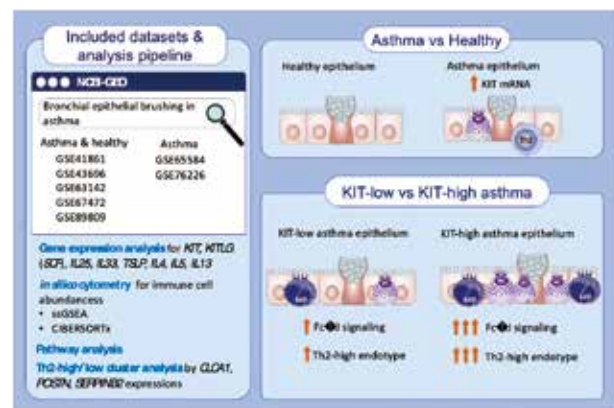 Included datasets &
analysis pipeline
NCBI-GEO
Bronchial epithelial brushing in
asthma
Asthma & healthy
GSE41861
GSE43696
GSE63142
GSE67472
GSE89809
Asthma
GSE65584
GSE76226
Gene expression analysis for KIT, KITLG
(SCF), IL25, IL33, TSLP, IL4, IL5, IL13
in silico cytometry for immune cell
abundancess
• ssGSEA
• CIBERSORTx
Pathway analysis
Th2-high/low cluster analysis by CLCA1,
POSTN, SERPINB2 expressions
Asthma vs Healthy
Healthy epithelium
Asthma epithelium
↑ KIT mRNA
Th2
KIT-low vs KIT-high asthma
KIT-low asthma epithelium
↑ Fc�I signaling
↑ Th2-high endotype
KIT-high asthma epithelium
↑↑↑ Fc�I signaling
↑↑↑ Th2-high endotype